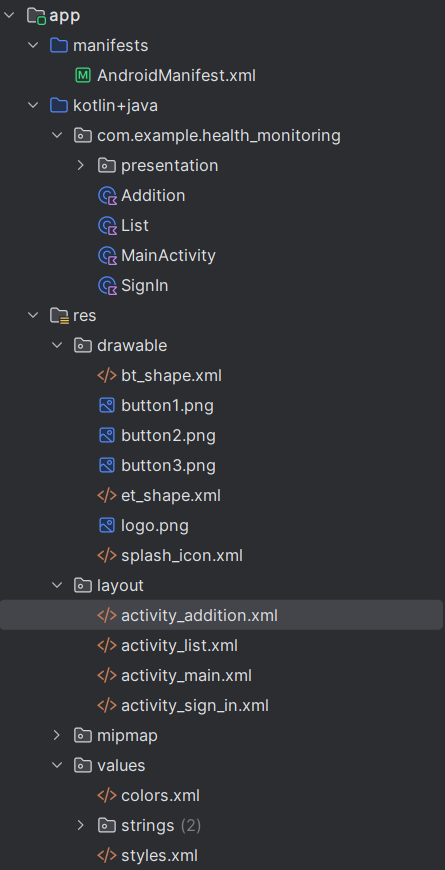 app
manifests
AndroidManifest.xml
kotlin+java
com.example.health_monitoring
presentation
Addition
List
MainActivity
SignIn
res
drawable
bt_shape.xml
button1.png
button2.png
button3.png
et_shape.xml
logo.png
splash_icon.xml
layout
activity_addition.xml
activity_list.xml
activity_main.xml
activity_sign_in.xml
mipmap
values
colors.xml
strings (2)
styles.xml